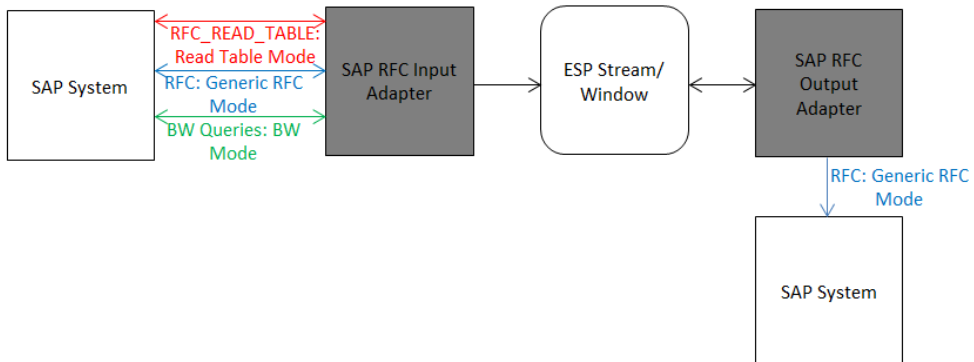 SAP System
RFC_READ_TABLE:
Read Table Mode
RFC: Generic RFC
Mode
BW Queries: BW
Mode
SAP RFC Input
Adapter
ESP Stream/
Window
SAP RFC
Output
Adapter
RFC: Generic RFC
Mode
SAP System